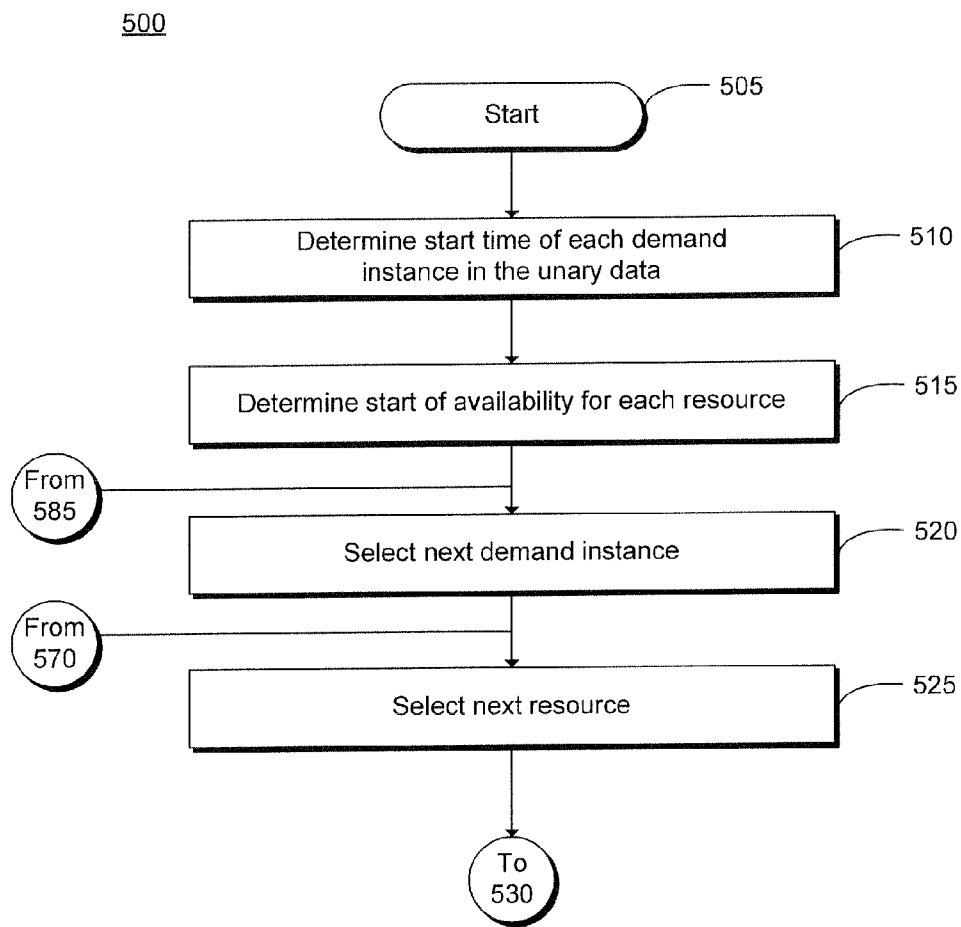 500
Start
505
Determine start time of each demand
instance in the unary data
510
Determine start of availability for each resource
515
From
585
Select next demand instance
520
From
570
Select next resource
525
To
530